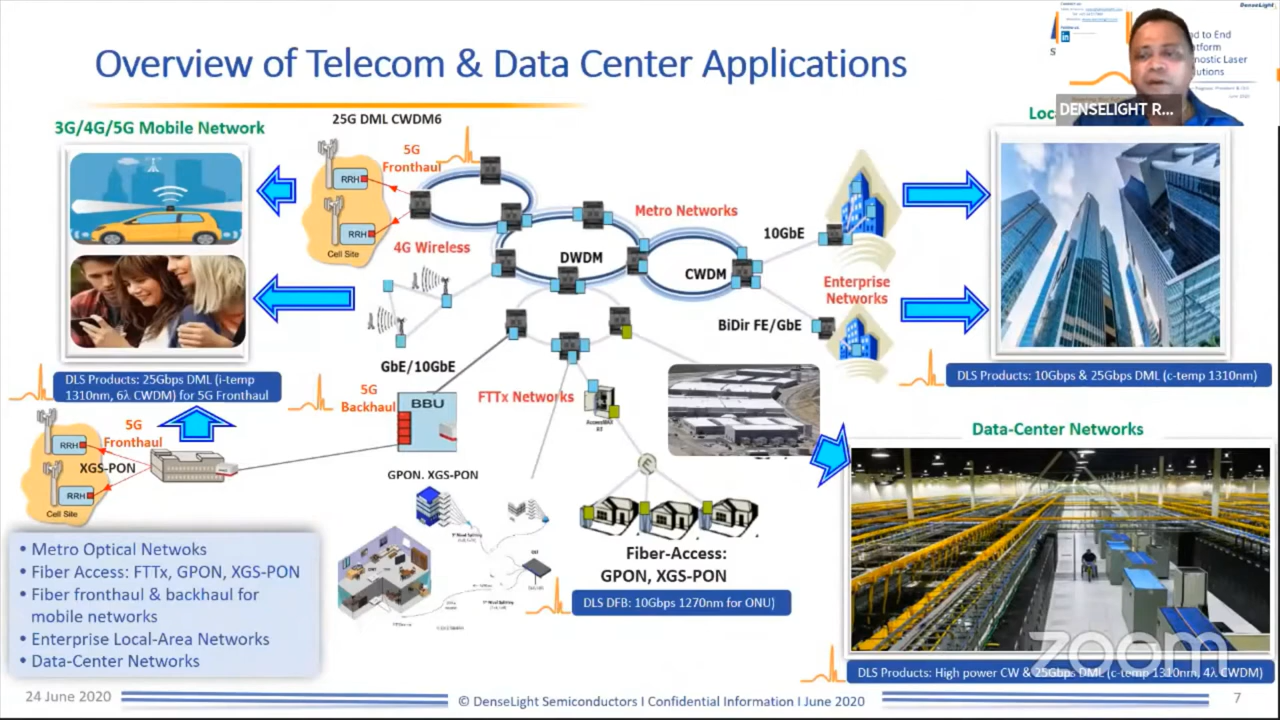 Overview of Telecom & Data Center Applications
DenseLight
DENSELIGHT R...
June 2020
3G/4G/5G Mobile Network
25G DML CWDM6
5G
Fronthaul
RRH
RRH
Cell Site
4G Wireless
Metro Networks
DWDM
CWDM
10GbE
Enterprise
Networks
BiDir FE/GbE
GbE/10GbE
DLS Products: 25Gbps DML (i-temp
1310nm, 6λ CWDM) for 5G Fronthaul
DLS Products: 10Gbps & 25Gbps DML (c-temp 1310nm)
5G
Backhaul
BBU
FTTx Networks
5G
Fronthaul
RRH
XGS-PON
RRH
Cell Site
GPON, XGS-PON
Data-Center Networks
Fiber-Access:
GPON, XGS-PON
DLS DFB: 10Gbps 1270nm for ONU)
• Metro Optical Netwoks
• Fiber Access: FTTx, GPON, XGS-PON
• Fiber fronthaul & backhaul for
mobile networks
• Enterprise Local-Area Networks
• Data-Center Networks
zoom
DLS Products: High power CW & 25Gbps DML (c-temp 1310nm, 4λ CWDM)
24 June 2020
© DenseLight Semiconductors I Confidential Information I June 2020
7